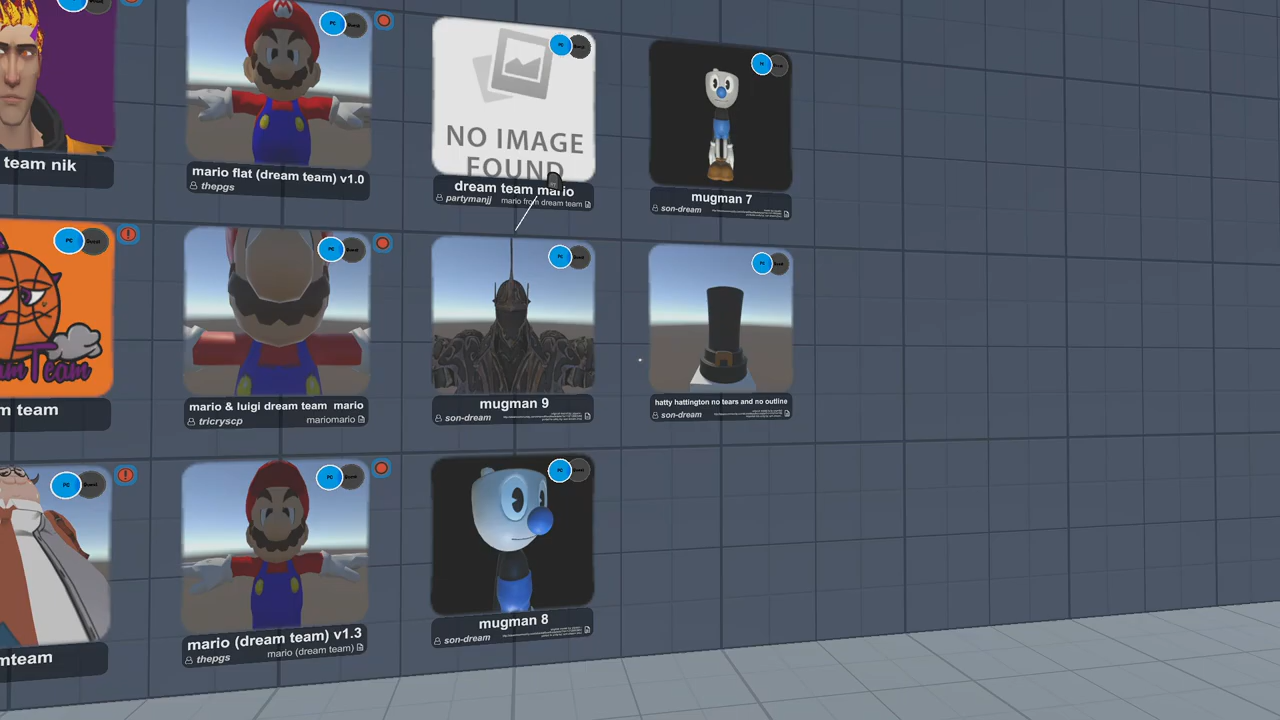 team nik
mario flat (dream team) v1.0
thepgs
NO IMAGE
FOUND
dream team mario
partymanjj
mario from dream team
mugman 7
son-dream
m team
mario & luigi dream team mario
tricryscp
mariomario
mugman 9
son-dream
hatty hattington no tears and no outline
son-dream
mteam
mario (dream team) v1.3
thepgs
mario (dream team)
mugman 8
son-dream